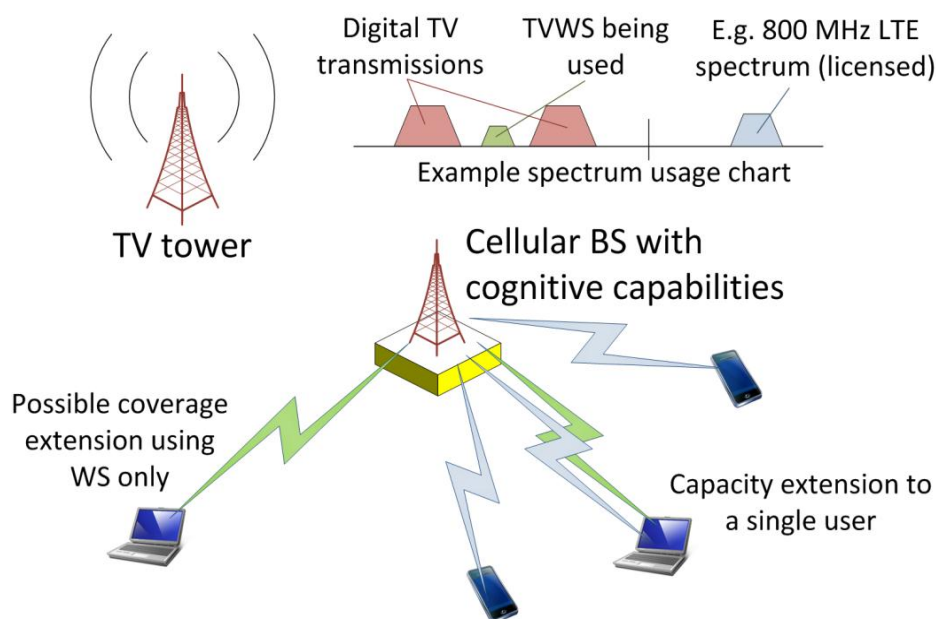 Digital TV
transmissions
TVWS being
used
E.g. 800 MHz LTE
spectrum (licensed)
Example spectrum usage chart
TV tower
Cellular BS with
cognitive capabilities
Possible coverage
extension using
WS only
Capacity extension to
a single user